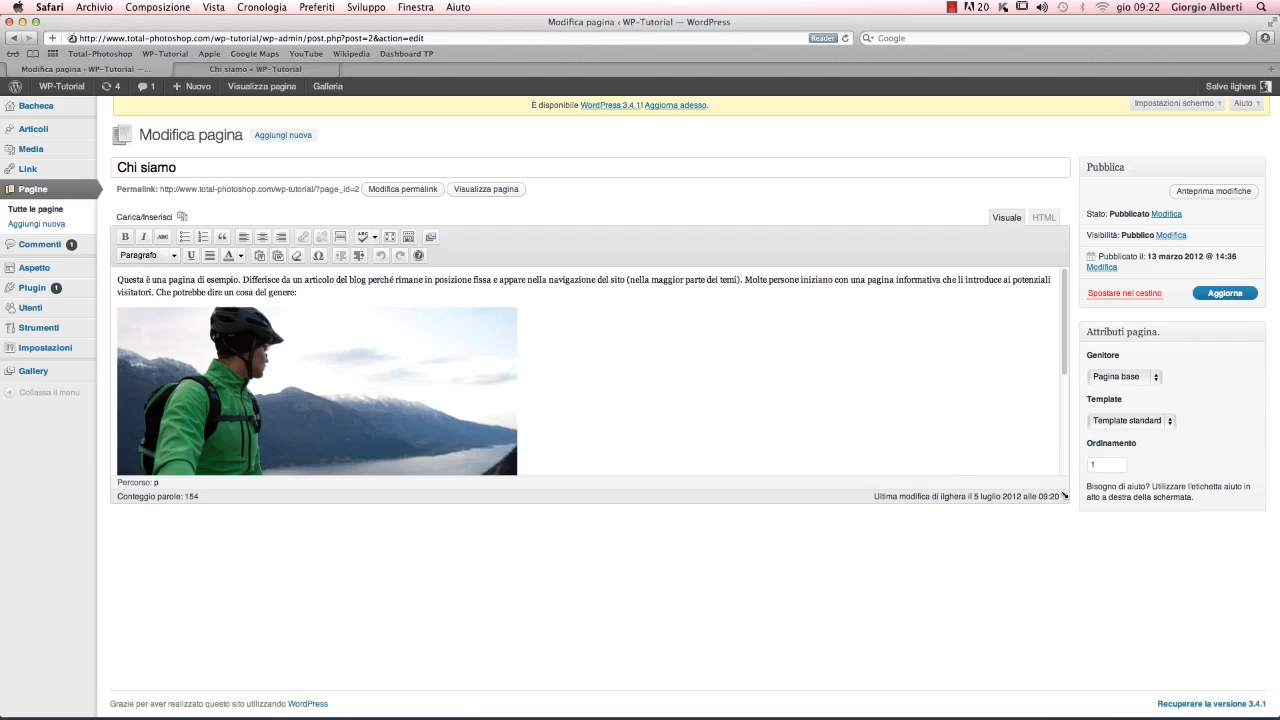 Safari Archivio Composizione Vista Cronologia Preferiti Sviluppo Finestra Aiuto 20 gio 09:22 Giorgio Alberti
Modifica pagina ‹ WP-Tutorial — WordPress
http://www.total-photoshop.com/wp-tutorial/wp-admin/post.php?post=2&action=edit Reader Google
Total-Photoshop WP-Tutorial Apple Google Maps YouTube Wikipedia Dashboard TP
Modifica pagina ‹ WP-Tutorial —... Chi siamo « WP-Tutorial
WP-Tutorial 4 1 Nuovo Visualizza pagina Galleria Salve ilghera
È disponibile WordPress 3.4.1! Aggiorna adesso. Impostazioni schermo Aiuto
Bacheca
Articoli
Media
Link
Pagine
Tutte le pagine
Aggiungi nuova
Commenti 1
Aspetto
Plugin 1
Utenti
Strumenti
Impostazioni
Gallery
Collassa il menu
Modifica pagina Aggiungi nuova
Chi siamo
Permalink: http://www.total-photoshop.com/wp-tutorial/?page_id=2 Modifica permalink Visualizza pagina
Carica/Inserisci Visuale HTML
B I ABC
Paragrafo U A Ω
Questa è una pagina di esempio. Differisce da un articolo del blog perché rimane in posizione fissa e appare nella navigazione del sito (nella maggior parte dei temi). Molte persone iniziano con una pagina informativa che li introduce ai potenziali
visitatori. Che potrebbe dire un cosa del genere:
Percorso: p
Conteggio parole: 154 Ultima modifica di ilghera il 5 luglio 2012 alle 09:20
Pubblica
Anteprima modifiche
Stato: Pubblicato Modifica
Visibilità: Pubblico Modifica
Pubblicato il: 13 marzo 2012 @ 14:36
Modifica
Spostare nel cestino Aggiorna
Attributi pagina.
Genitore
Pagina base
Template
Template standard
Ordinamento
1
Bisogno di aiuto? Utilizzare l'etichetta aiuto in
alto a destra della schermata.
Grazie per aver realizzato questo sito utilizzando WordPress Recuperare la versione 3.4.1